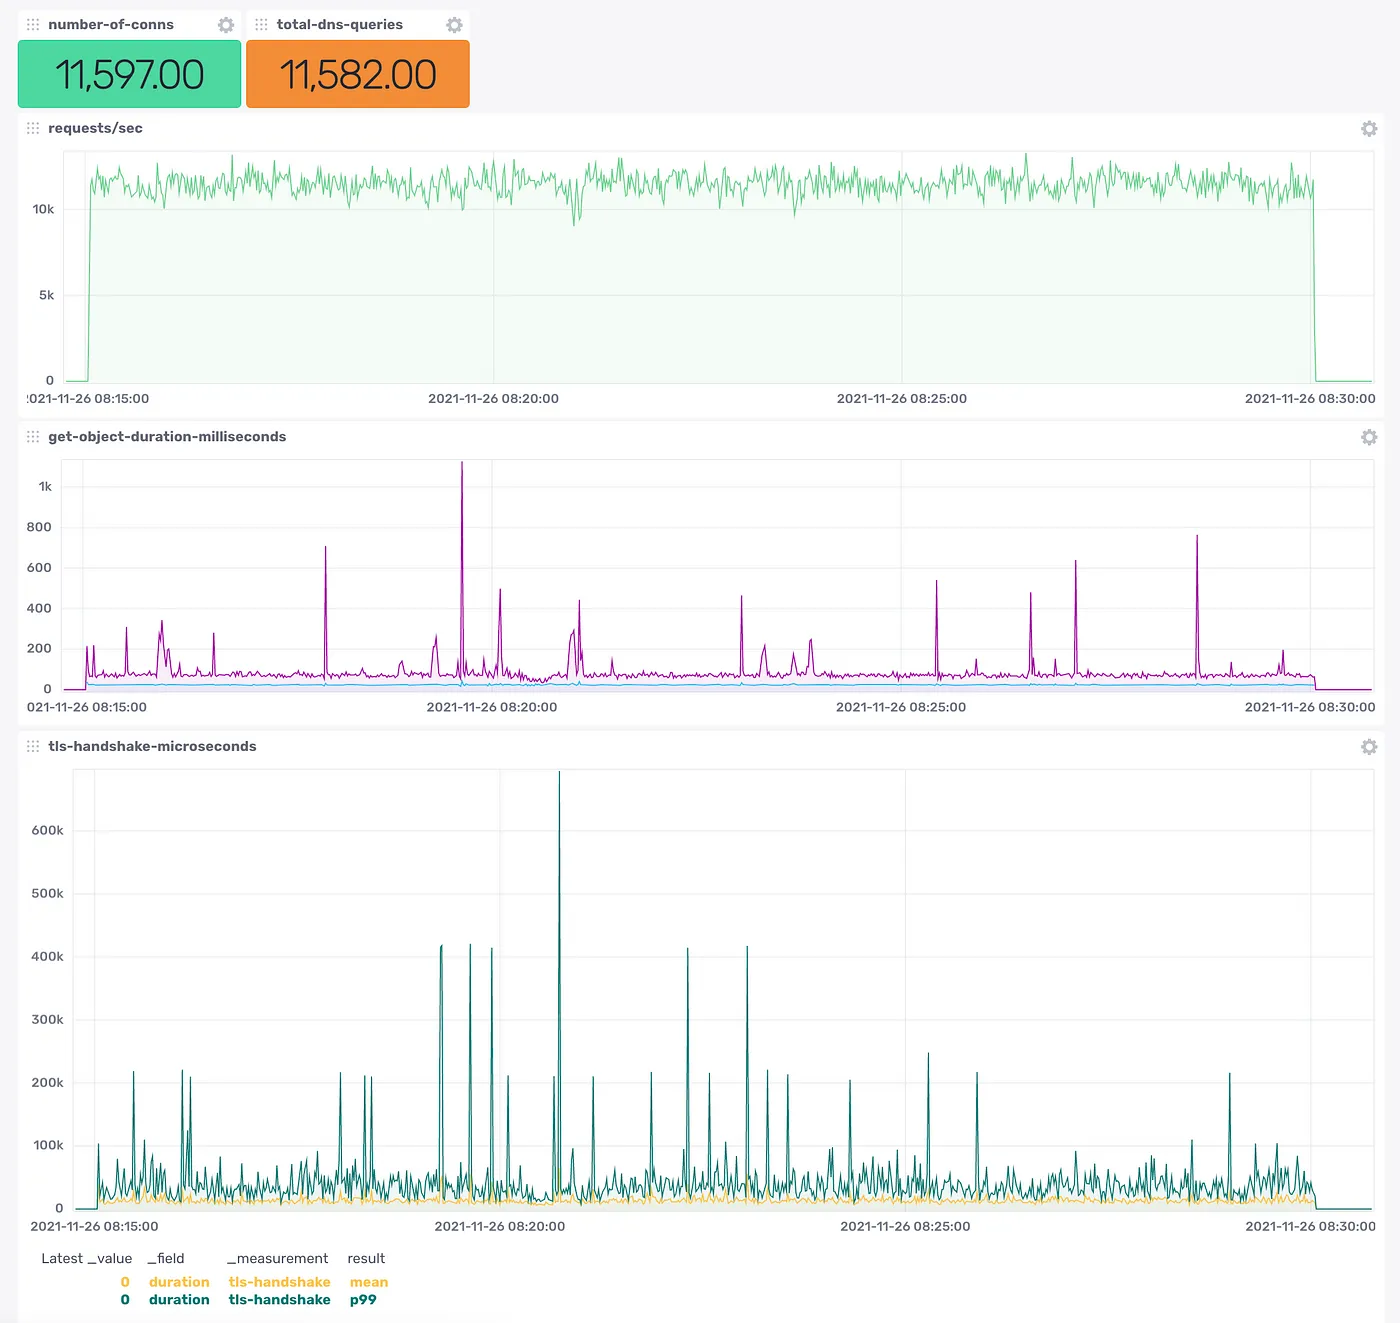 number-of-conns
total-dns-queries
11,597.00
11,582.00
requests/sec
10k
5k
0
2021-11-26 08:15:00
2021-11-26 08:20:00
2021-11-26 08:25:00
2021-11-26 08:30:00
get-object-duration-milliseconds
1k
800
600
400
200
0
021-11-26 08:15:00
2021-11-26 08:20:00
2021-11-26 08:25:00
2021-11-26 08:30:00
tls-handshake-microseconds
600k
500k
400k
300k
200k
100k
0
2021-11-26 08:15:00
2021-11-26 08:20:00
2021-11-26 08:25:00
2021-11-26 08:30:00
Latest _value _field _measurement result
0 duration tls-handshake mean
0 duration tls-handshake p99